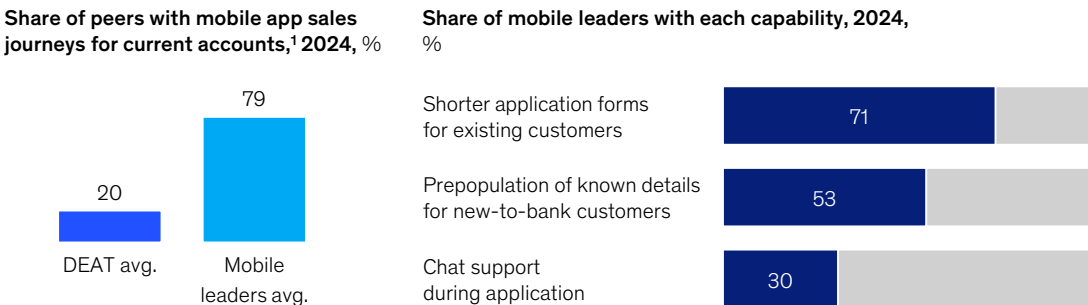 Share of peers with mobile app sales
journeys for current accounts,¹ 2024, %
79
20
DEAT avg.
Mobile
leaders avg.
Share of mobile leaders with each capability, 2024,
%
Shorter application forms
for existing customers
71
Prepopulation of known details
for new-to-bank customers
53
Chat support
during application
30